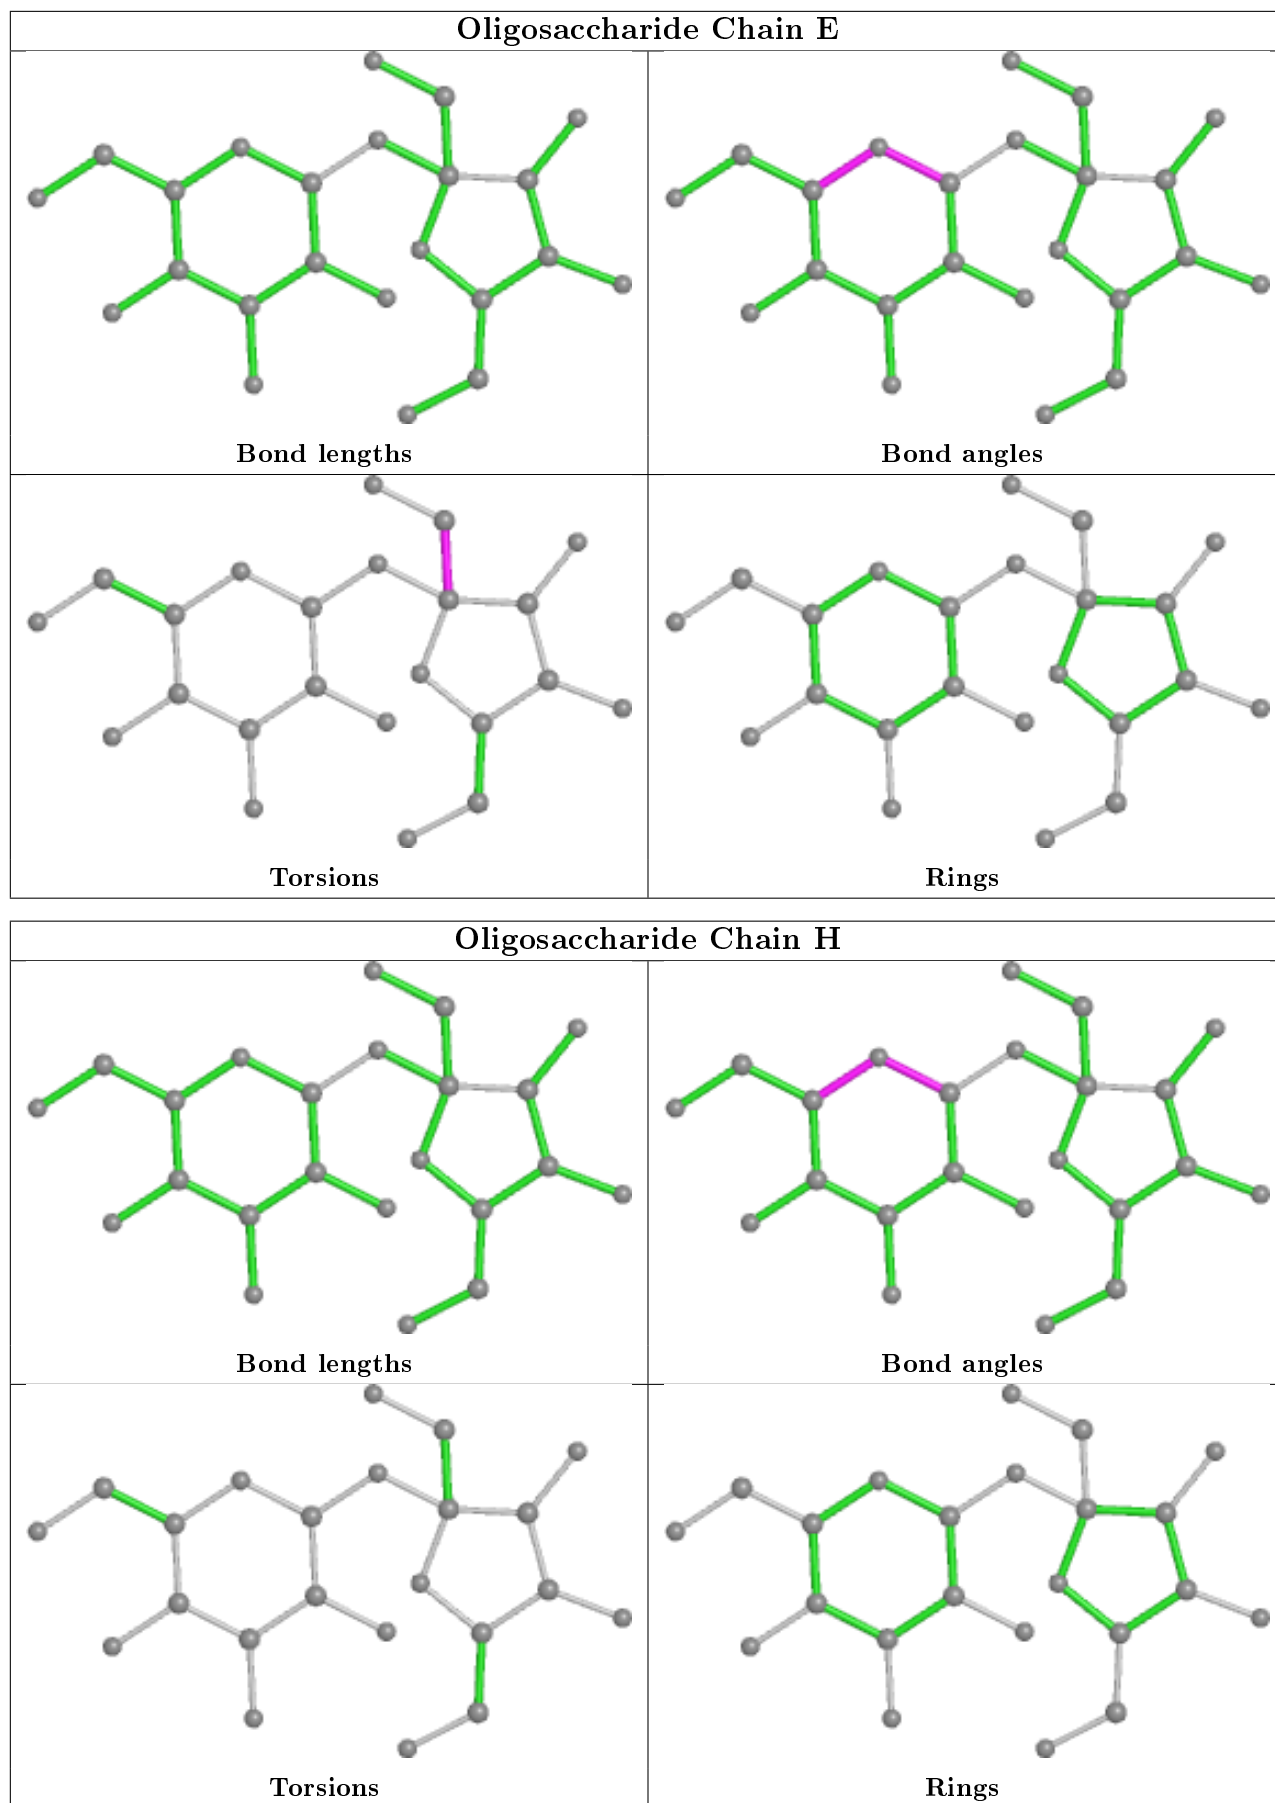 Oligosaccharide Chain E
Bond lengths
Bond angles
Torsions
Rings
Oligosaccharide Chain H
Bond lengths
Bond angles
Torsions
Rings